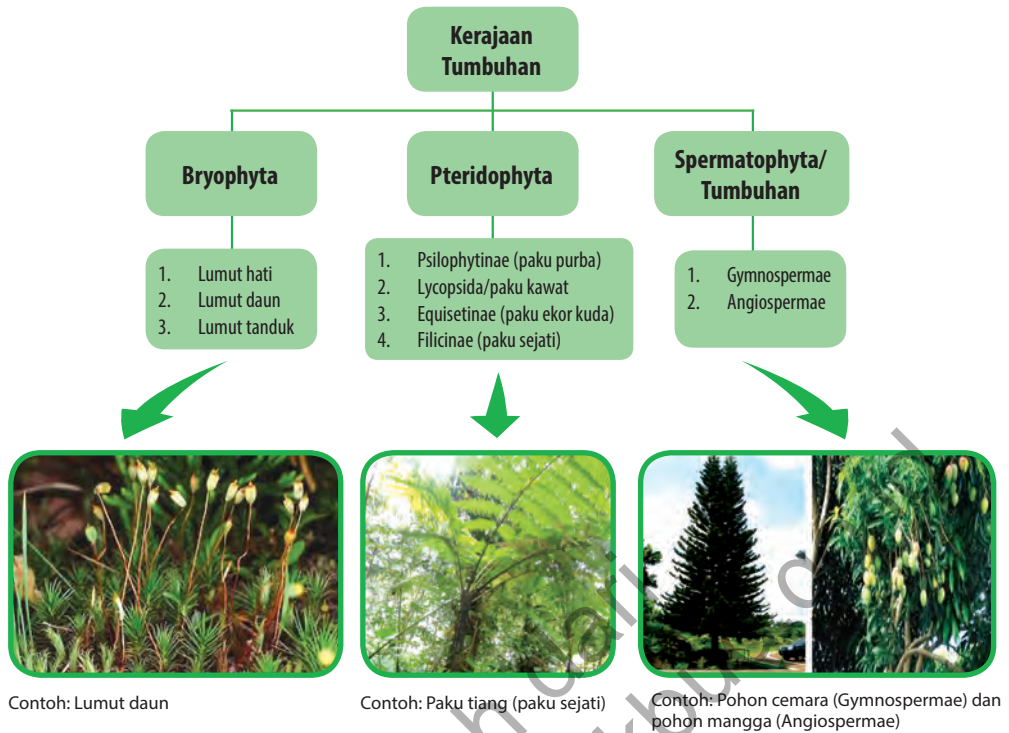 Kerajaan
Tumbuhan
Bryophyta
Pteridophyta
Spermatophyta/
Tumbuhan
1. Lumut hati
2. Lumut daun
3. Lumut tanduk
1. Psilophytinae (paku purba)
2. Lycopsida/paku kawat
3. Equisetinae (paku ekor kuda)
4. Filicinae (paku sejati)
1. Gymnospermae
2. Angiospermae
Contoh: Lumut daun
Contoh: Paku tiang (paku sejati)
Contoh: Pohon cemara (Gymnospermae) dan
pohon mangga (Angiospermae)